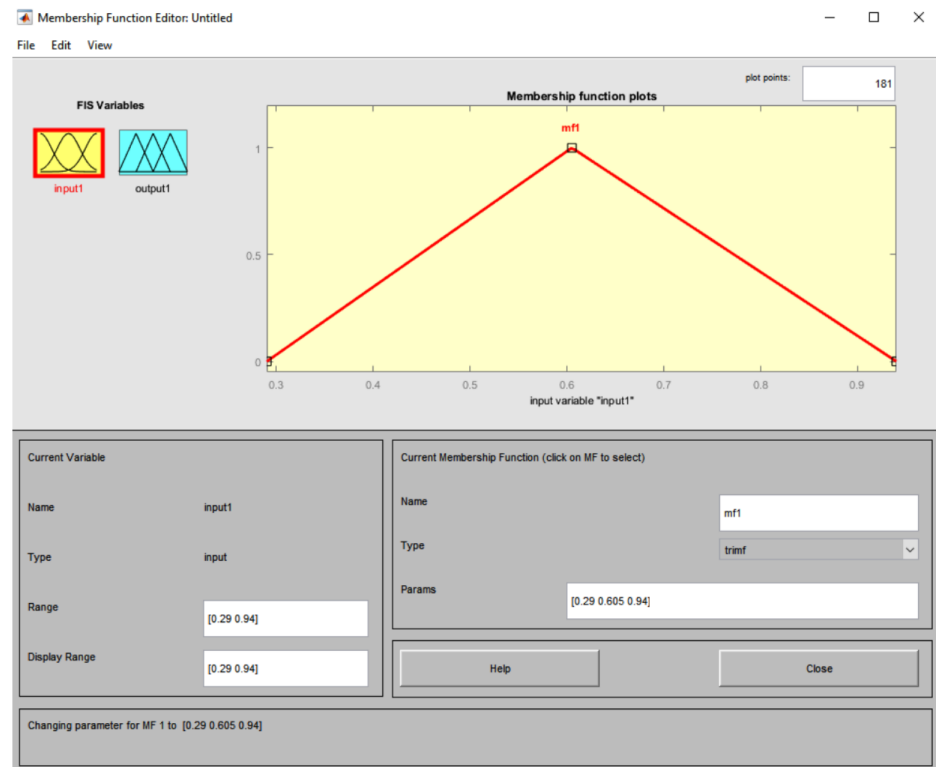 Membership Function Editor: Untitled
File Edit View
plot points: 181
FIS Variables
Membership function plots
mf1
input1 output1
1
0.5
0
0.3 0.4 0.5 0.6 0.7 0.8 0.9
input variable "input1"
Current Variable
Name input1
Type input
Range [0.29 0.94]
Display Range [0.29 0.94]
Current Membership Function (click on MF to select)
Name mf1
Type trimf
Params [0.29 0.605 0.94]
Help Close
Changing parameter for MF 1 to [0.29 0.605 0.94]